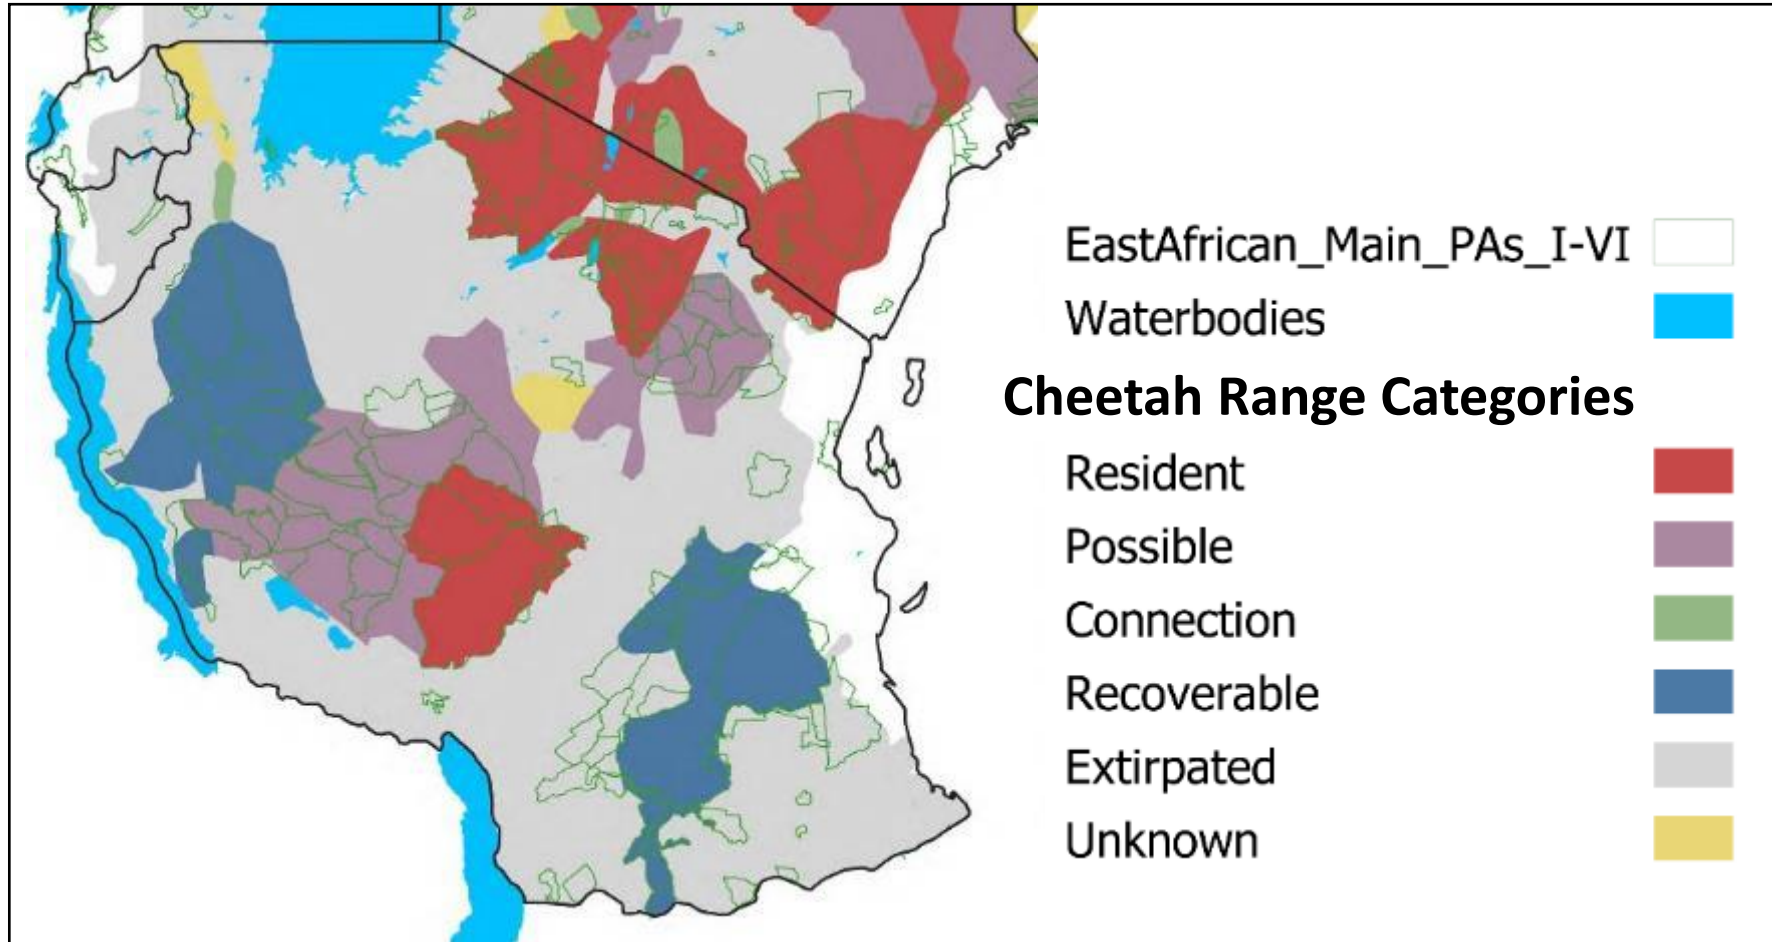 EastAfrican_Main_PAs_I-VI
Waterbodies
Cheetah Range Categories
Resident
Possible
Connection
Recoverable
Extirpated
Unknown